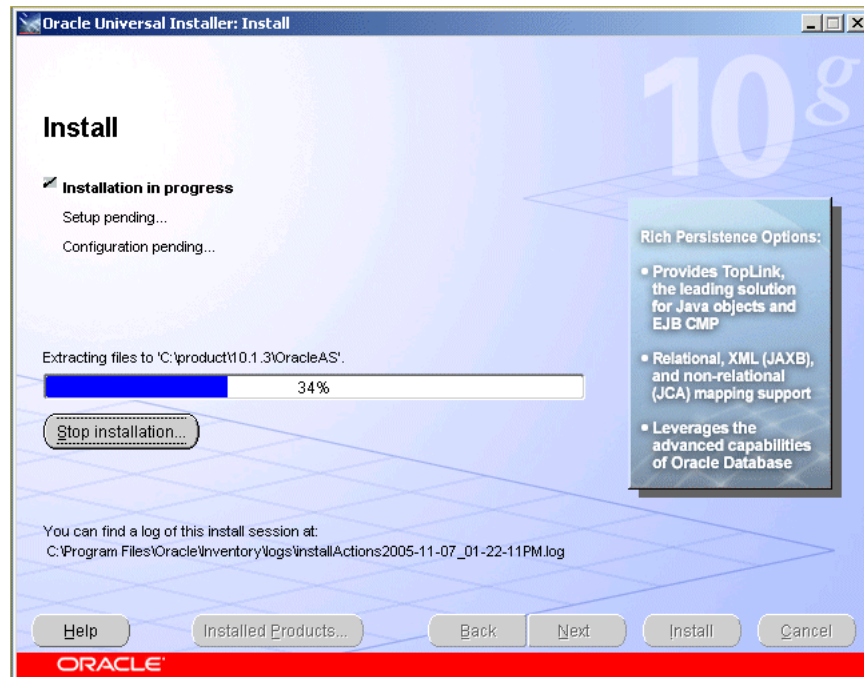 Oracle Universal Installer: Install
10g
Install
Installation in progress
Setup pending...
Configuration pending...
Rich Persistence Options:
• Provides TopLink,
the leading solution
for Java objects and
EJB CMP
• Relational, XML (JAXB),
and non-relational
(JCA) mapping support
• Leverages the
advanced capabilities
of Oracle Database
Extracting files to 'C:\product\10.1.3\OracleAS'.
34%
Stop installation...
You can find a log of this install session at:
C:\Program Files\Oracle\Inventory\logs\installActions2005-11-07_01-22-11PM.log
Help
Installed Products...
Back
Next
Install
Cancel
ORACLE